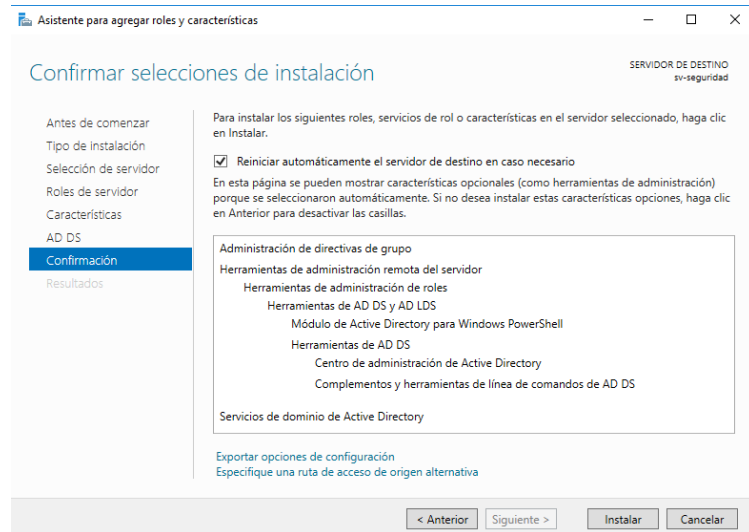 Asistente para agregar roles y características
Confirmar selecciones de instalación
SERVIDOR DE DESTINO
sv-seguridad
Antes de comenzar
Tipo de instalación
Selección de servidor
Roles de servidor
Características
AD DS
Confirmación
Resultados
Para instalar los siguientes roles, servicios de rol o características en el servidor seleccionado, haga clic
en Instalar.
Reiniciar automáticamente el servidor de destino en caso necesario
En esta página se pueden mostrar características opcionales (como herramientas de administración)
porque se seleccionaron automáticamente. Si no desea instalar estas características opciones, haga clic
en Anterior para desactivar las casillas.
Administración de directivas de grupo
Herramientas de administración remota del servidor
Herramientas de administración de roles
Herramientas de AD DS y AD LDS
Módulo de Active Directory para Windows PowerShell
Herramientas de AD DS
Centro de administración de Active Directory
Complementos y herramientas de línea de comandos de AD DS
Servicios de dominio de Active Directory
Exportar opciones de configuración
Especifique una ruta de acceso de origen alternativa
< Anterior
Siguiente >
Instalar
Cancelar